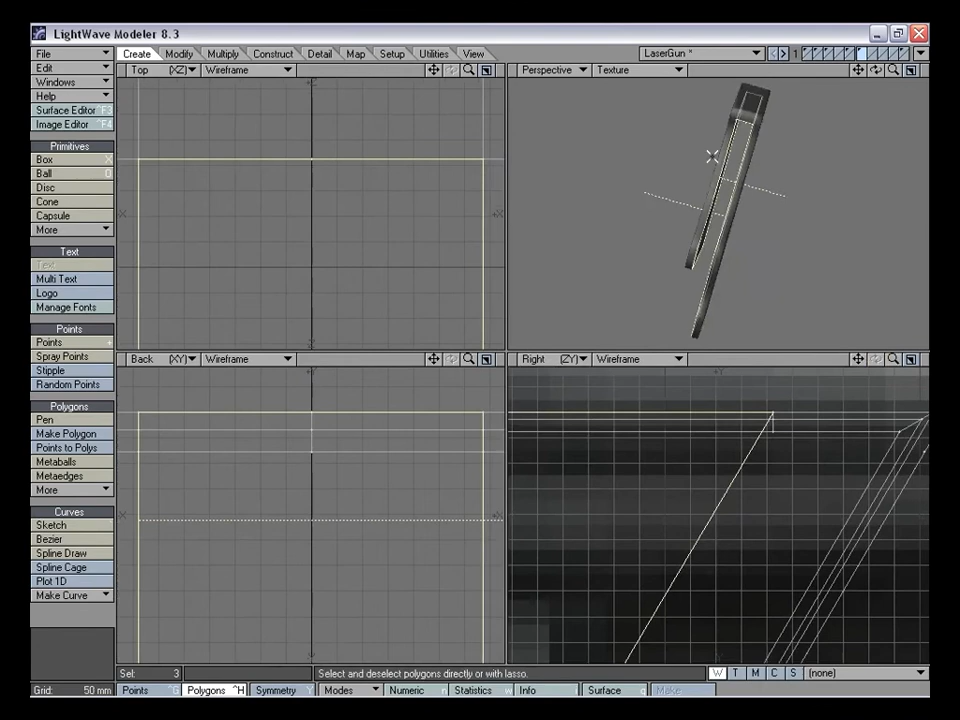 LightWave Modeler 8.3
File Create Modify Multiply Construct Detail Map Setup Utilities View LaserGun * 1
Edit Top (XZ) Wireframe Perspective Texture
Windows
Help
Surface Editor ^F3
Image Editor ^F4
Primitives
Box X
Ball O
Disc
Cone
Capsule
More
Text
Text
Multi Text
Logo
Manage Fonts
Points
Points +
Spray Points
Back (XY) Wireframe Right (ZY) Wireframe
Stipple
Random Points
Polygons
Pen
Make Polygon
Points to Polys
Metaballs
Metaedges
More
Curves
Sketch
Bezier
Spline Draw
Spline Cage
Plot 1D
Make Curve
Sel: 3 Select and deselect polygons directly or with lasso. W T M C S (none)
Grid: 50 mm Points ^G Polygons ^H Symmetry Y Modes Numeric n Statistics w Info i Surface q Make